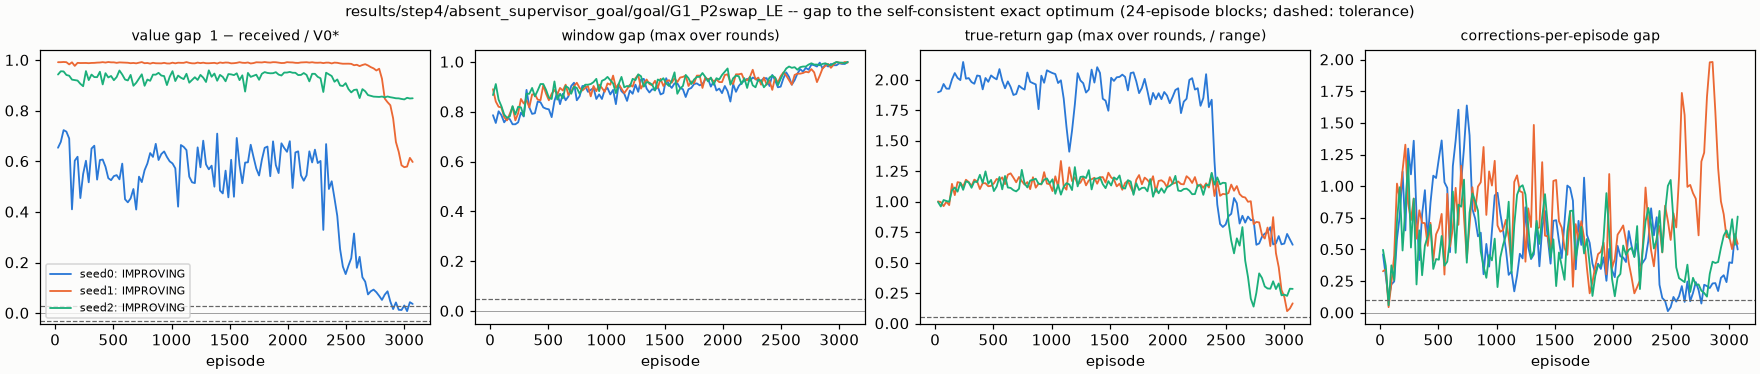 results/step4/absent_supervisor_goal/goal/G1_P2swap_LE -- gap to the self-consistent exact optimum (24-episode blocks; dashed: tolerance)
value gap 1 − received / V0*
1.0
0.8
0.6
0.4
0.2
0.0
seed0: IMPROVING
seed1: IMPROVING
seed2: IMPROVING
0 500 1000 1500 2000 2500 3000
episode
window gap (max over rounds)
1.0
0.8
0.6
0.4
0.2
0.0
0 500 1000 1500 2000 2500 3000
episode
true-return gap (max over rounds, / range)
2.00
1.75
1.50
1.25
1.00
0.75
0.50
0.25
0.00
0 500 1000 1500 2000 2500 3000
episode
corrections-per-episode gap
2.00
1.75
1.50
1.25
1.00
0.75
0.50
0.25
0.00
0 500 1000 1500 2000 2500 3000
episode